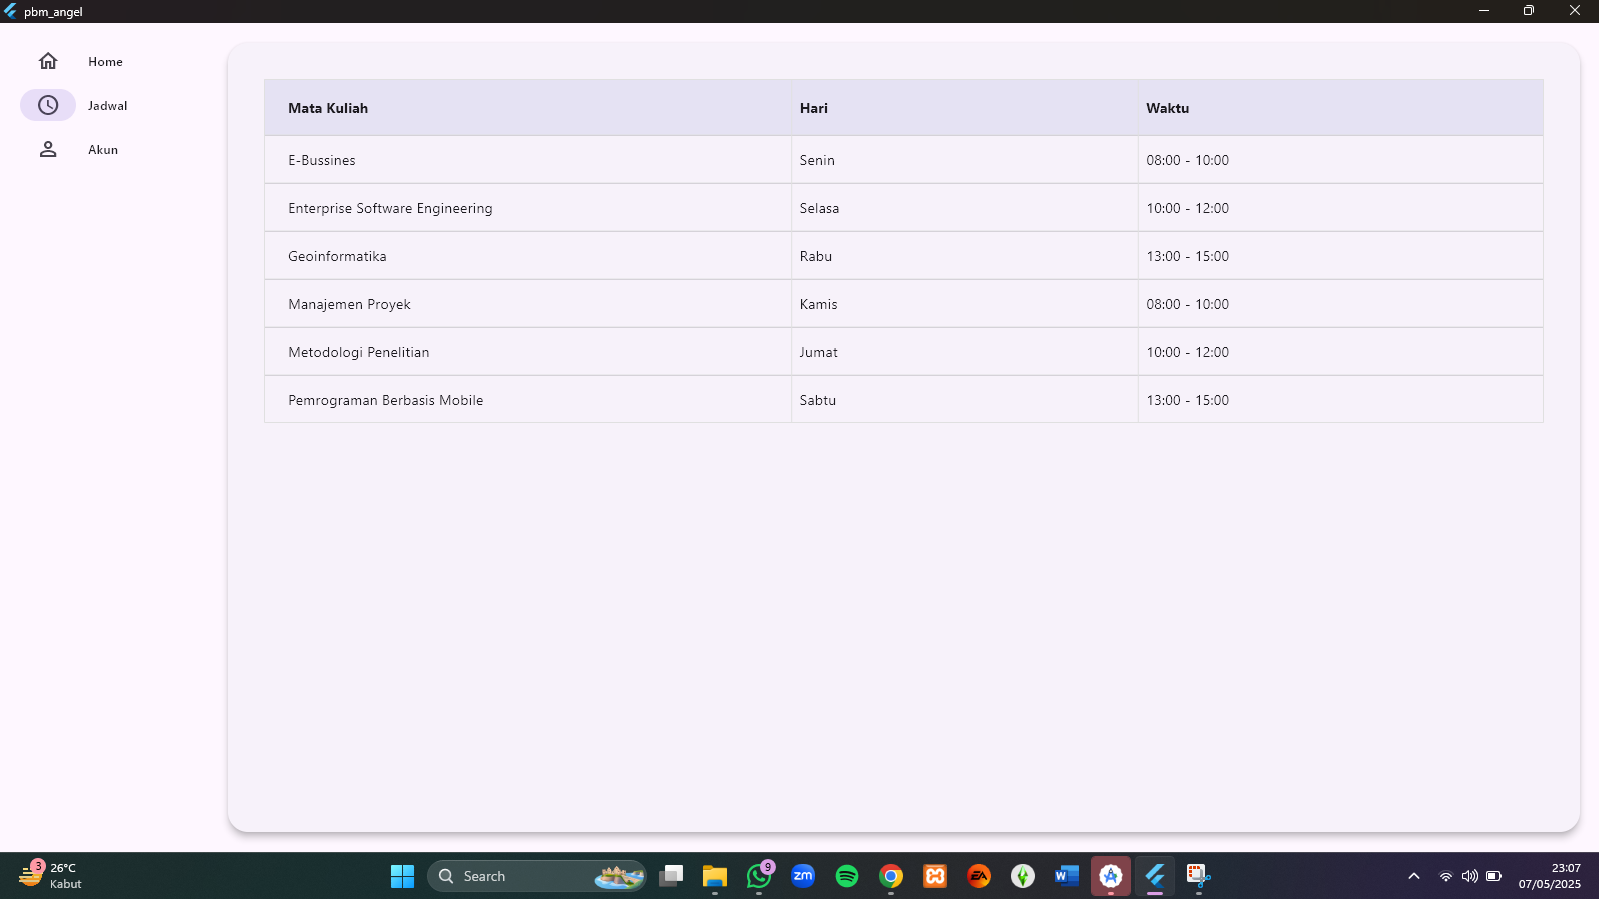 pbm_angel
Home
Jadwal
Akun
Mata Kuliah Hari Waktu
E-Bussines Senin 08:00 - 10:00
Enterprise Software Engineering Selasa 10:00 - 12:00
Geoinformatika Rabu 13:00 - 15:00
Manajemen Proyek Kamis 08:00 - 10:00
Metodologi Penelitian Jumat 10:00 - 12:00
Pemrograman Berbasis Mobile Sabtu 13:00 - 15:00
3
26°C
Kabut
Search
9
zm
EA
W
23:07
07/05/2025